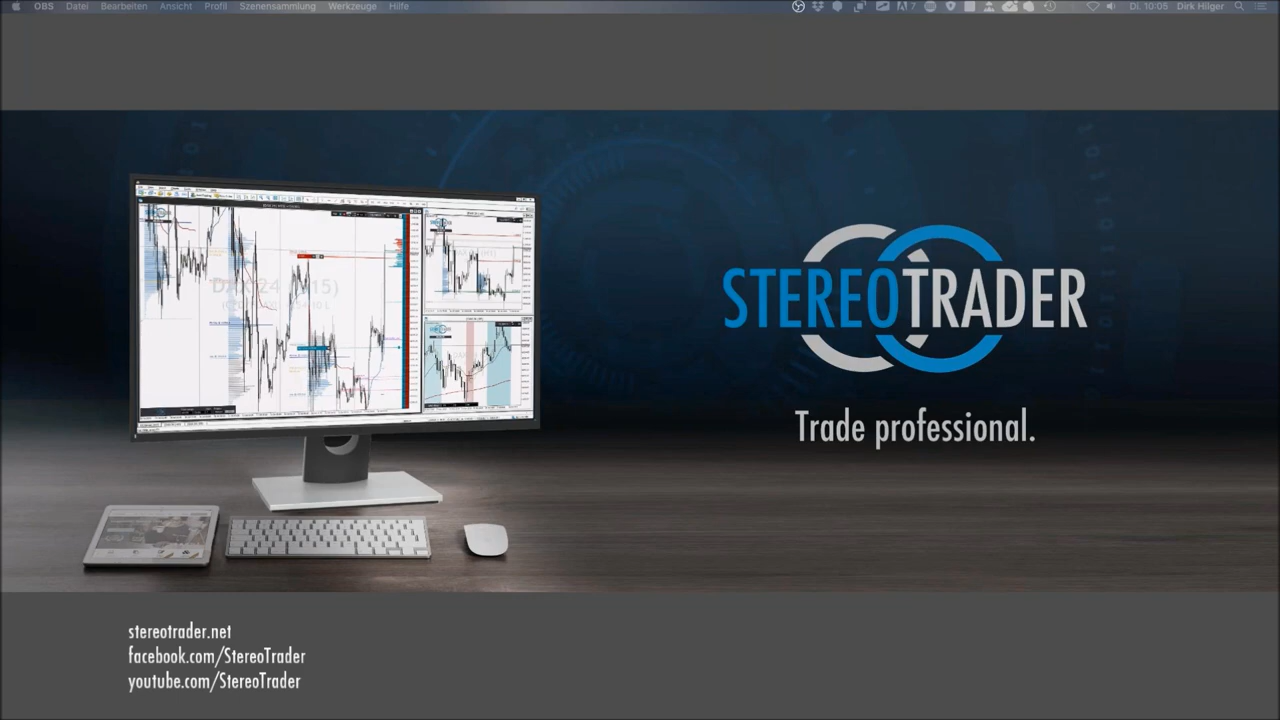 OBS Datei Bearbeiten Ansicht Profil Szenensammlung Werkzeuge Hilfe 7 Di. 10:05 Dirk Hilger
STEREOTRADER
Trade professional.
stereotrader.net
facebook.com/StereoTrader
youtube.com/StereoTrader